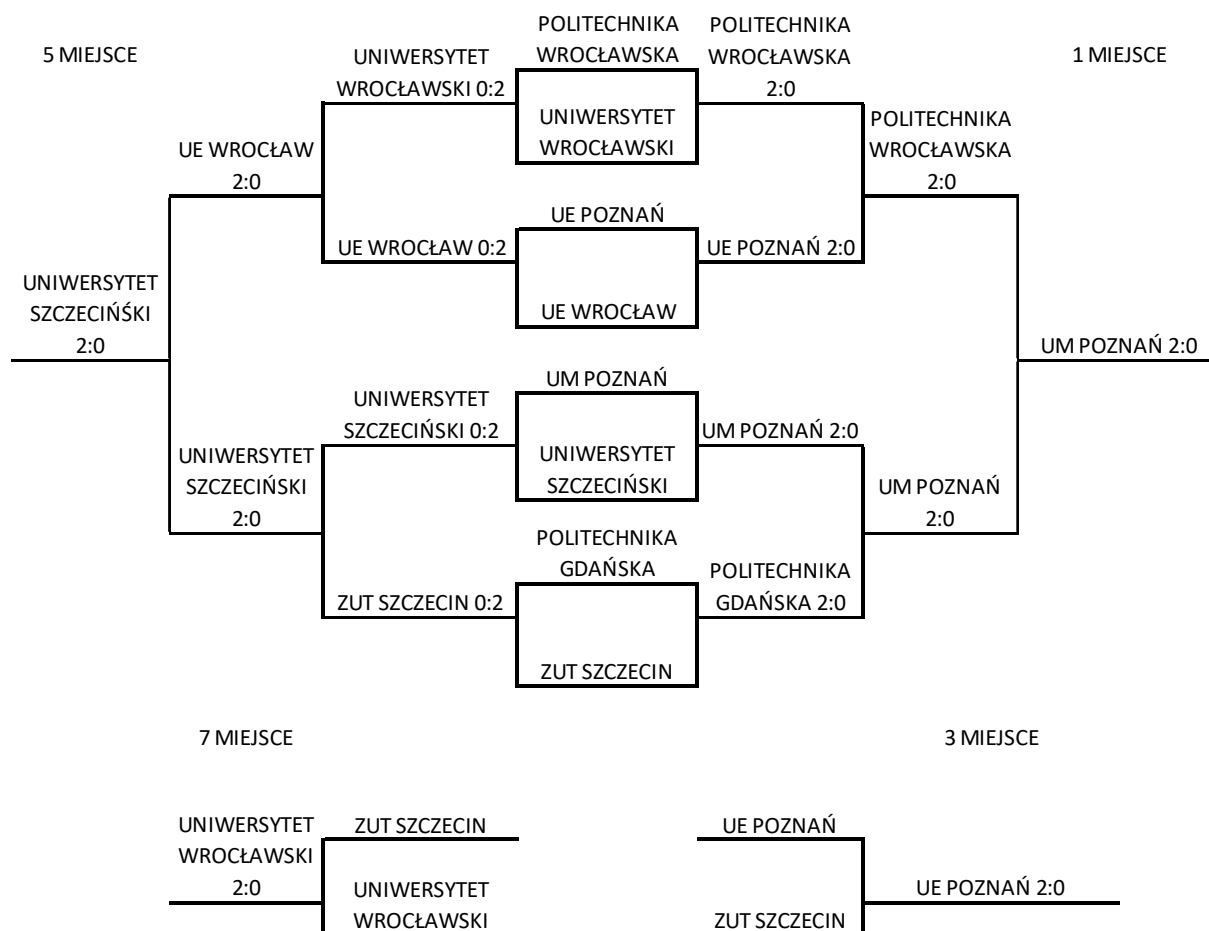 5 MIEJSCE
UNIWERSYTET
WROCŁAWSKI 0:2
POLITECHNIKA
WROCŁAWSKA
POLITECHNIKA
WROCŁAWSKA
2:0
1 MIEJSCE
UE WROCŁAW
2:0
UNIWERSYTET
WROCŁAWSKI
POLITECHNIKA
WROCŁAWSKA
2:0
UE WROCŁAW 0:2
UE POZNAŃ
UE POZNAŃ 2:0
UNIWERSYTET
SZCZECIŃŚKI
2:0
UE WROCŁAW
UM POZNAŃ 2:0
UNIWERSYTET
SZCZECIŃSKI 0:2
UM POZNAŃ
UM POZNAŃ 2:0
UNIWERSYTET
SZCZECIŃSKI
2:0
UNIWERSYTET
SZCZECIŃSKI
UM POZNAŃ
2:0
ZUT SZCZECIN 0:2
POLITECHNIKA
GDAŃSKA
POLITECHNIKA
GDAŃSKA 2:0
ZUT SZCZECIN
7 MIEJSCE
3 MIEJSCE
UNIWERSYTET
WROCŁAWSKI
2:0
ZUT SZCZECIN
UNIWERSYTET
WROCŁAWSKI
UE POZNAŃ
ZUT SZCZECIN
UE POZNAŃ 2:0